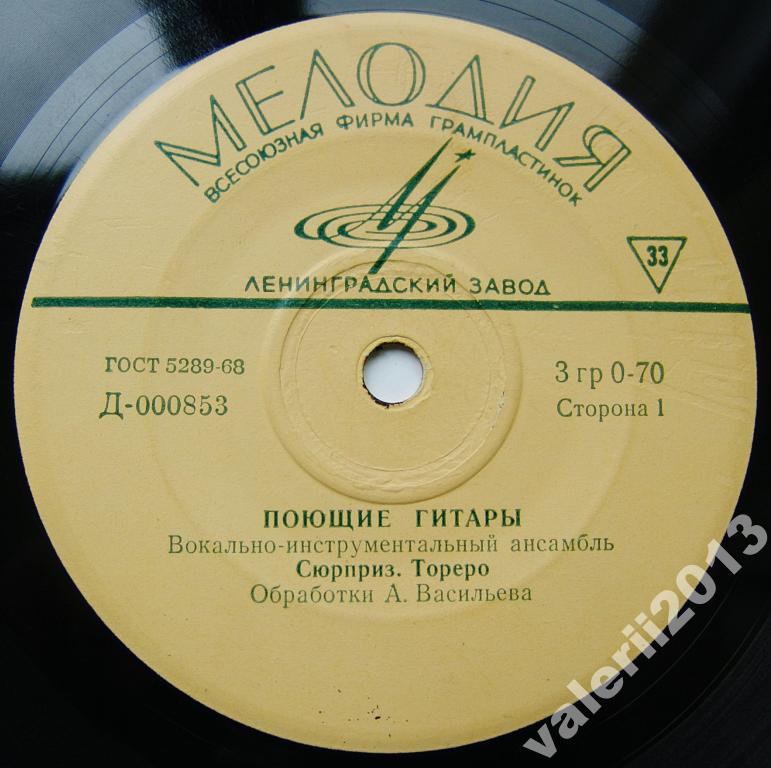 МЕЛОДИЯ
ВСЕСОЮЗНАЯ ФИРМА ГРАМПЛАСТИНОК
33
ЛЕНИНГРАДСКИЙ ЗАВОД
ГОСТ 5289-68
3 гр 0-70
Д-000853
Сторона 1
ПОЮЩИЕ ГИТАРЫ
Вокально-инструментальный ансамбль
Сюрприз. Тореро
Обработки А. Васильева
valerii2013